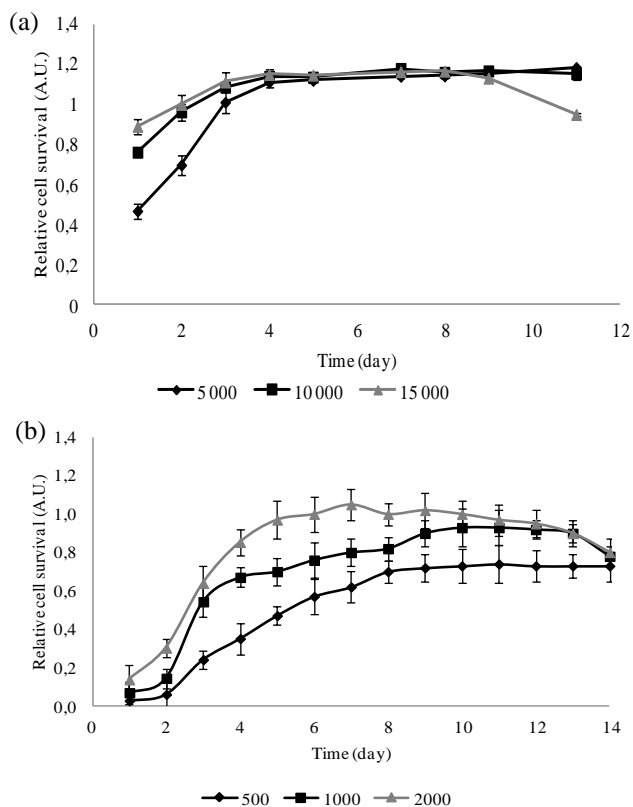 (a)
1,4
1,2
1
0,8
0,6
0,4
0,2
0
Relative cell survival (A.U.)
0 2 4 6 8 10 12
Time (day)
5 000 10 000 15 000
(b)
1,4
1,2
1,0
0,8
0,6
0,4
0,2
0,0
Relative cell survival (A.U.)
0 2 4 6 8 10 12 14
Time (day)
500 1000 2000